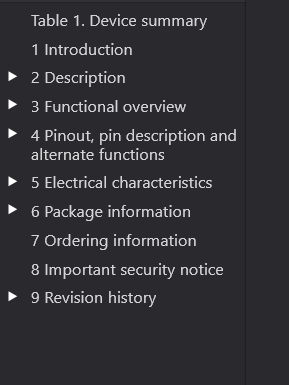 Table 1. Device summary
1 Introduction
2 Description
3 Functional overview
4 Pinout, pin description and
alternate functions
5 Electrical characteristics
6 Package information
7 Ordering information
8 Important security notice
9 Revision history